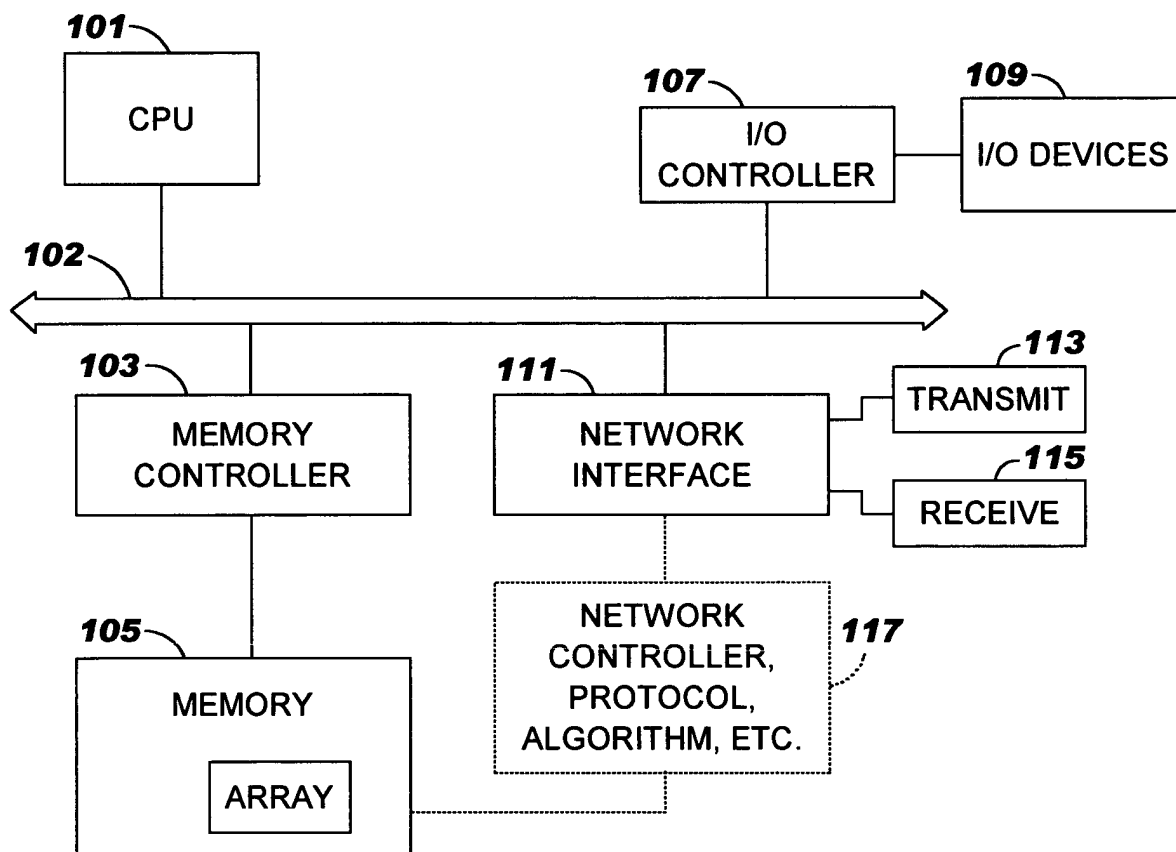 101
CPU
107
I/O
CONTROLLER
109
I/O DEVICES
102
103
MEMORY
CONTROLLER
111
NETWORK
INTERFACE
113
TRANSMIT
115
RECEIVE
105
MEMORY
ARRAY
NETWORK
CONTROLLER,
PROTOCOL,
ALGORITHM, ETC.
117